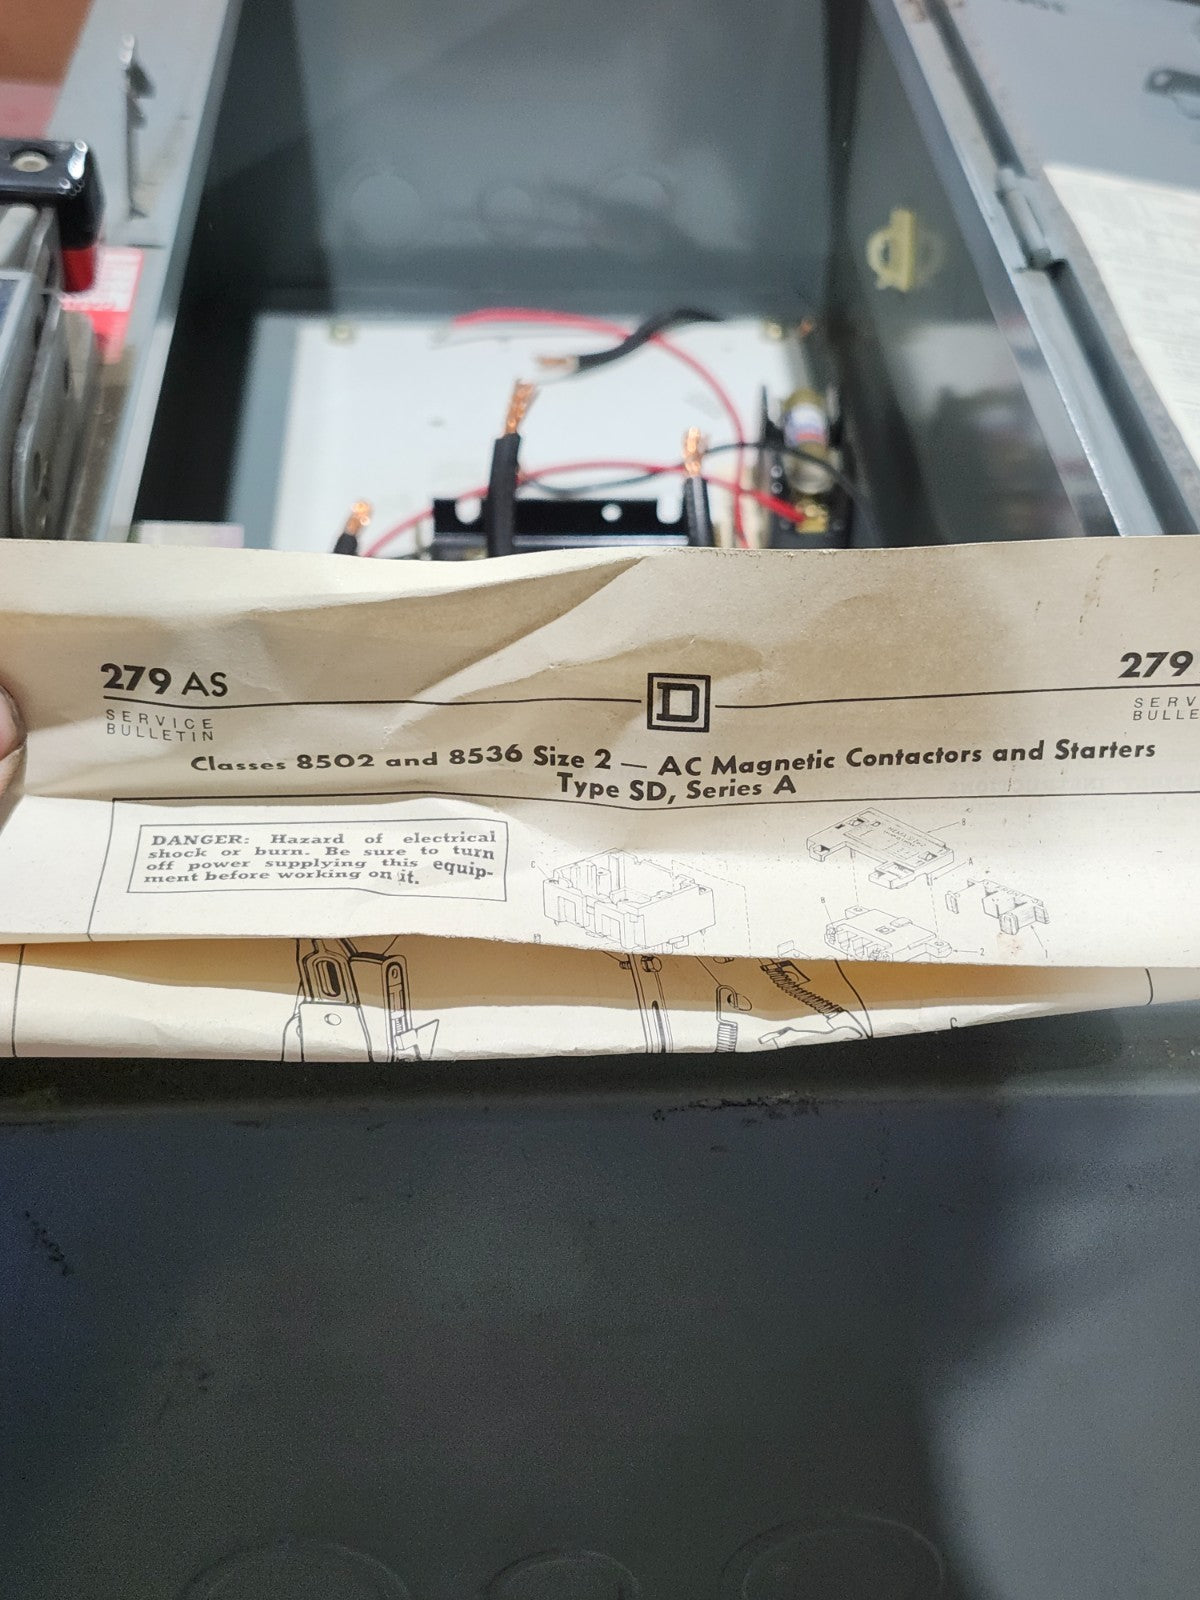 279 AS
SERVICE
BULLETIN
D
279
SERV
BULLE
Classes 8502 and 8536 Size 2 — AC Magnetic Contactors and Starters
Type SD, Series A
DANGER: Hazard of electrical
shock or burn. Be sure to turn
off power supplying this equip-
ment before working on it.
B
A
B
2
1
C